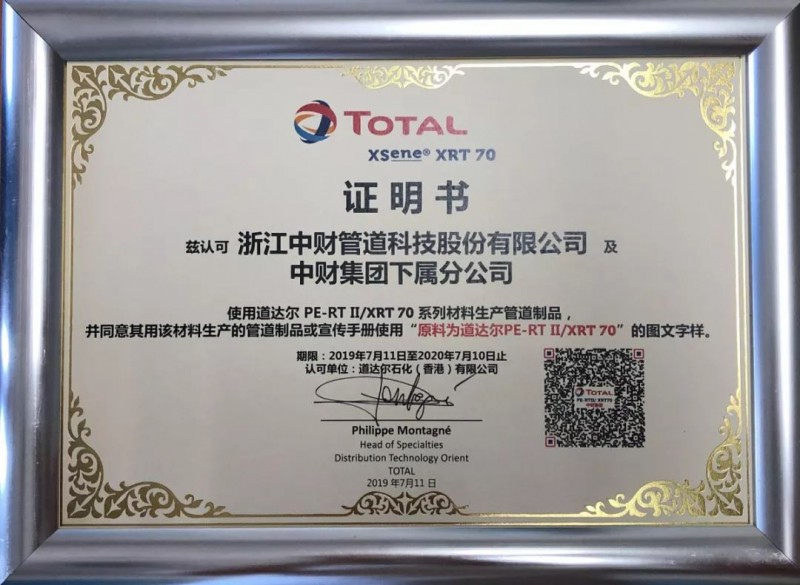 TOTAL
XSene® XRT 70
证明书
兹认可 浙江中财管道科技股份有限公司 及
中财集团下属分公司
使用道达尔 PE-RT II/XRT 70 系列材料生产管道制品，
并同意其用该材料生产的管道制品或宣传手册使用“原料为道达尔PE-RT II/XRT 70”的图文字样。
期限：2019年7月11日至2020年7月10日止
认可单位：道达尔石化（香港）有限公司
TOTAL
PE-RTII/ XRT70
Philippe Montagné
Head of Specialties
Distribution Technology Orient
TOTAL
2019 年7月11 日